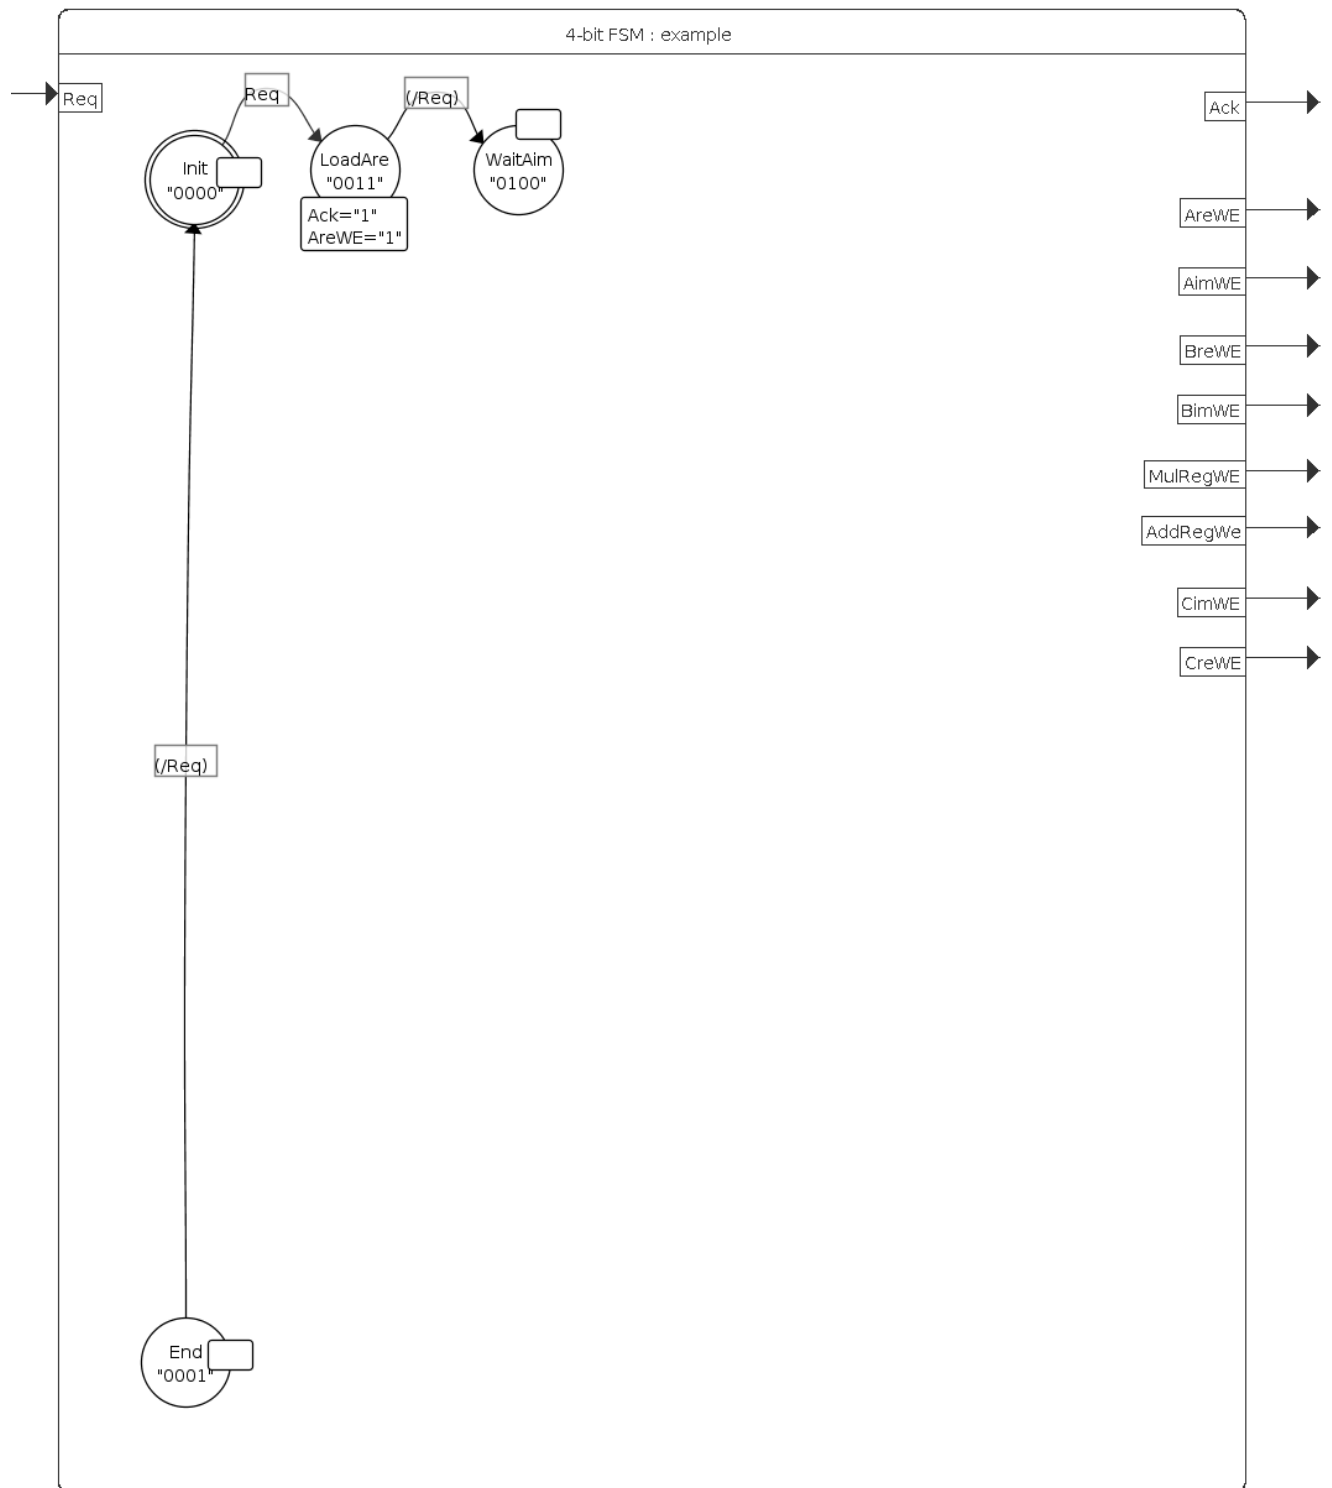 4-bit FSM : example
Req
Req
(/Req)
Ack
Init
"0000"
LoadAre
"0011"
WaitAim
"0100"
Ack="1"
AreWE="1"
AreWE
AimWE
BreWE
BimWE
MulRegWE
AddRegWe
CimWE
CreWE
(/Req)
End
"0001"